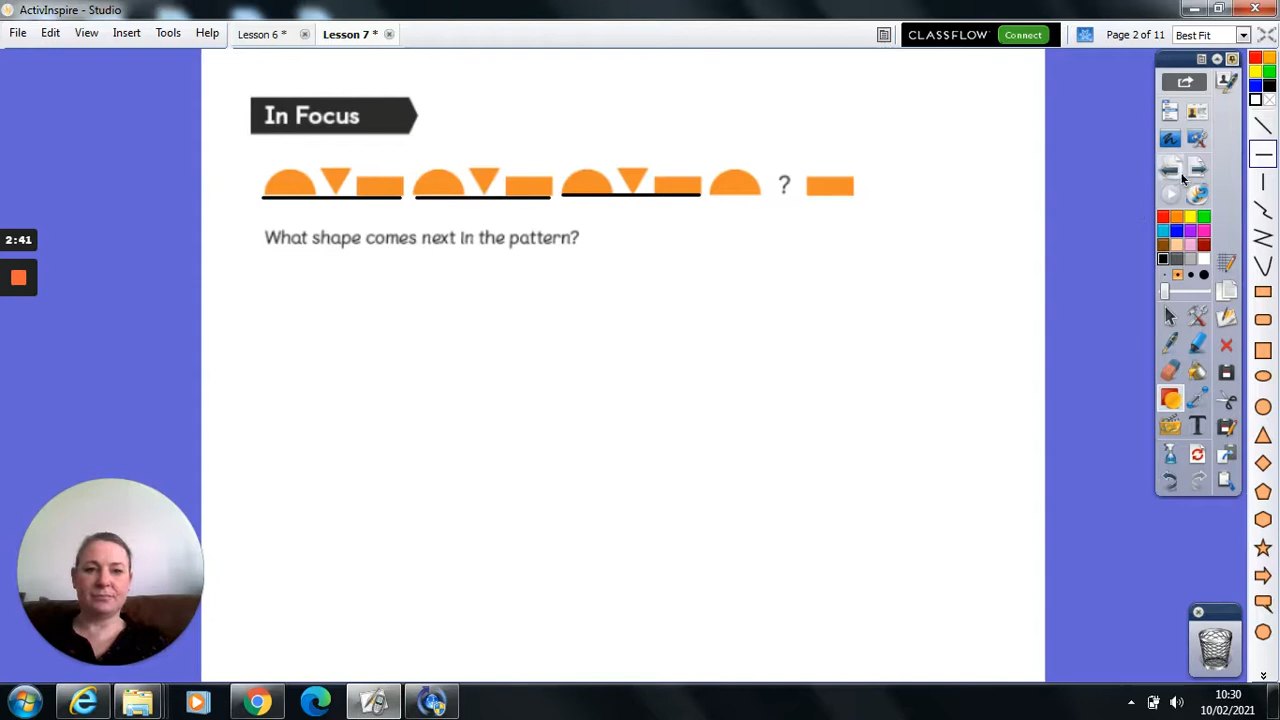 ActivInspire - Studio
File Edit View Insert Tools Help
Lesson 6 *
Lesson 7 *
CLASSFLOW
Connect
Page 2 of 11
Best Fit
In Focus
?
What shape comes next in the pattern?
2:41
T
10:30
10/02/2021